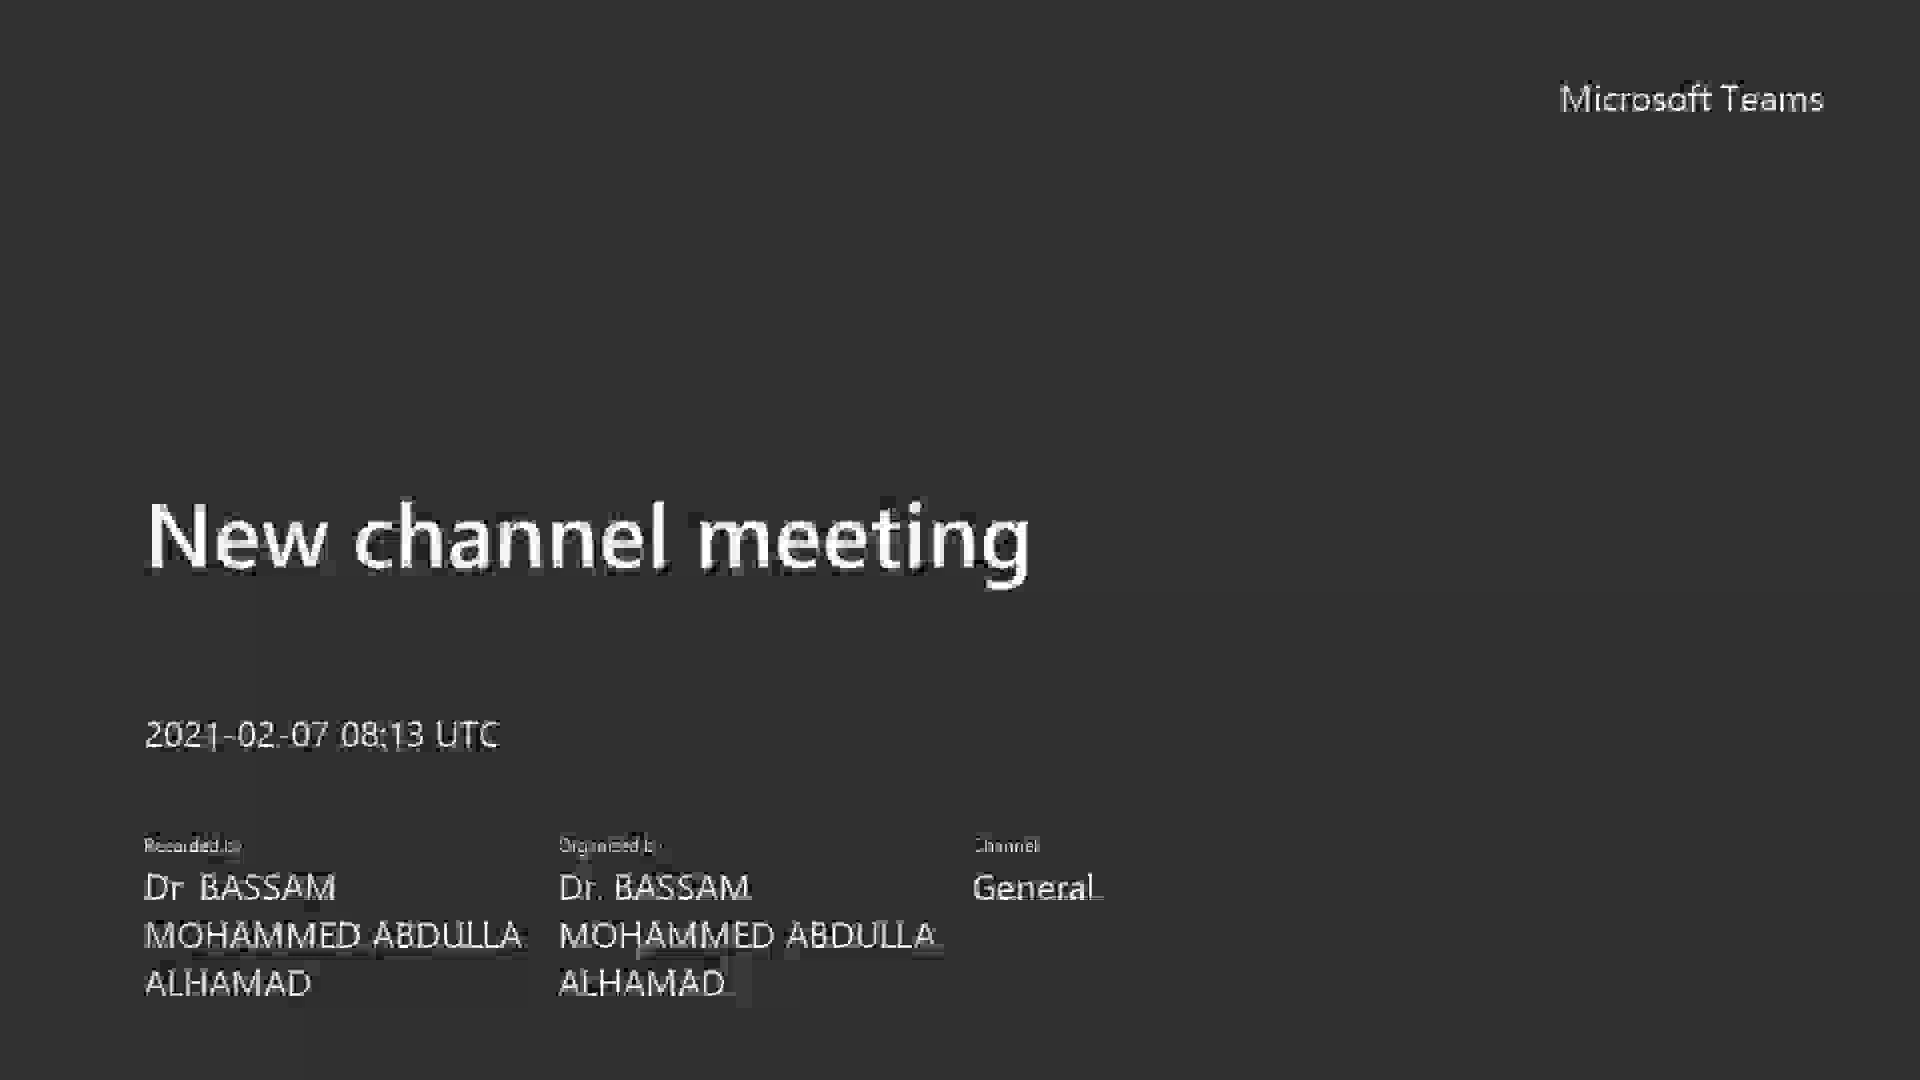 Microsoft Teams
New channel meeting
2021-02-07 08:13 UTC
Recorded by
Dr. BASSAM
MOHAMMED ABDULLA
ALHAMAD
Organized by
Dr. BASSAM
MOHAMMED ABDULLA
ALHAMAD
Channel
General